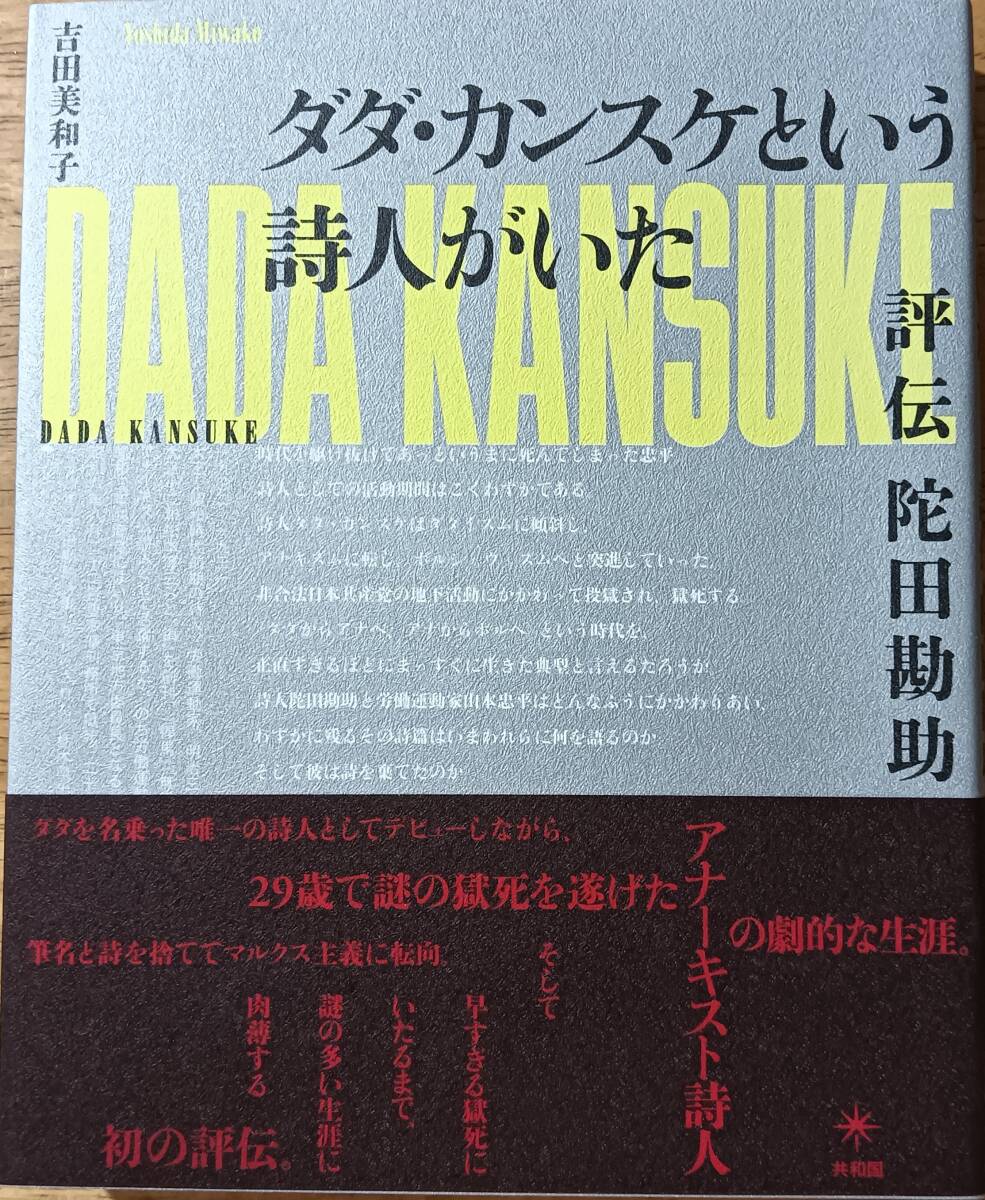 吉田美和子
Yoshida Miwako
ダダ・カンスケという
詩人がいた
DADA KANSUKE
評伝 陀田勘助
DADA KANSUKE
時代を駆け抜けてあっというまに死んでしまった忠平
詩人としての活動期間はごくわずかである。
詩人ダダ・カンスケはダダイズムに傾斜し、
アナキズムに転じ、ボルシェヴィズムへと突進していった。
非合法日本共産党の地下活動にかかわって投獄され、獄死する
ダダからアナへ、アナからボルへ という時代を、
正直すぎるほどにまっすぐに生きた典型と言えるだろうが
詩人陀田勘助と労働運動家山本忠平はどんなふうにかかわりあい、
わずかに残るその詩篇はいまわれらに何を語るのか
そして彼は詩を棄てたのか
ダダを名乗った唯一の詩人としてデビューしながら、
29歳で謎の獄死を遂げた
アナーキスト詩人
の劇的な生涯。
筆名と詩を捨ててマルクス主義に転向。
そして
早すぎる獄死に
いたるまで、
謎の多い生涯に
肉薄する
初の評伝。
共和国